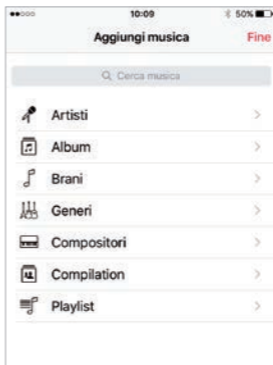 10:09
50%
Aggiungi musica
Fine
Cerca musica
Artisti
Album
Brani
Generi
Compositori
Compilation
Playlist